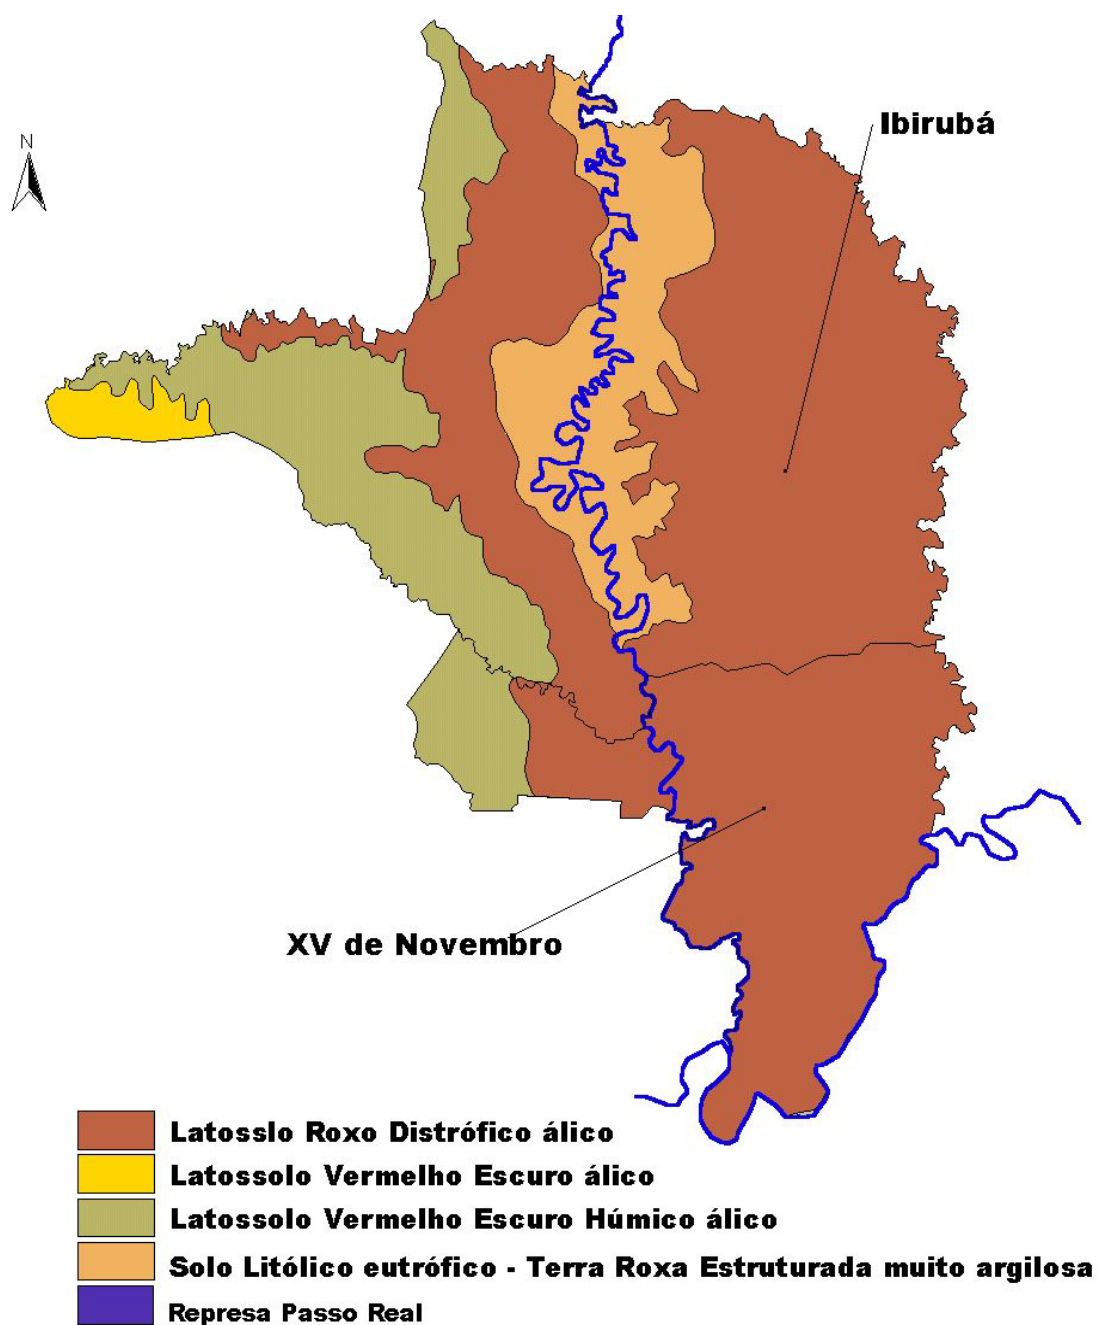 N
Ibirubá
XV de Novembro
Latosslo Roxo Distrófico álico
Latossolo Vermelho Escuro álico
Latossolo Vermelho Escuro Húmico álico
Solo Litólico eutrófico - Terra Roxa Estruturada muito argilosa
Represa Passo Real